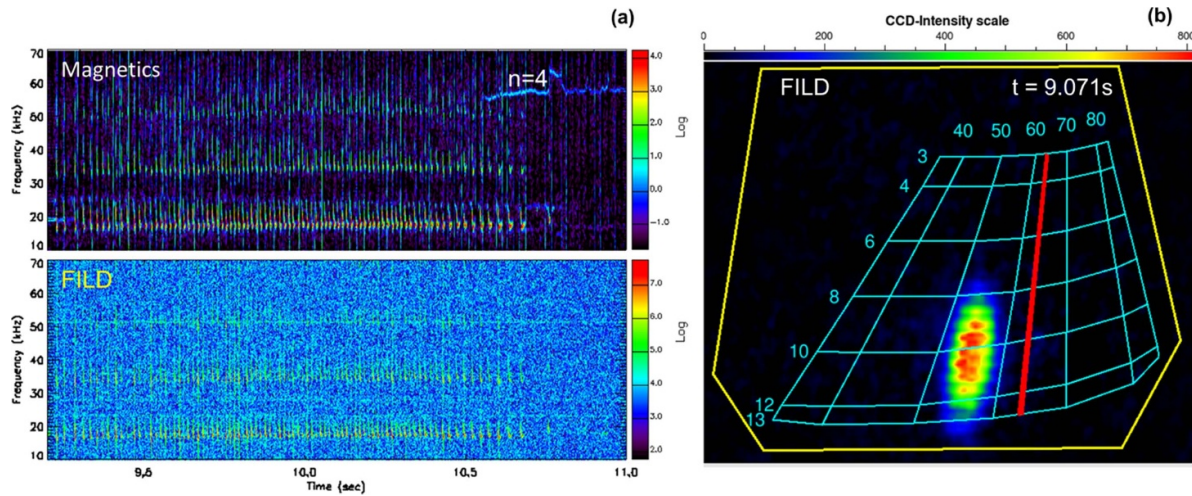 (a)
70
60
50
40
30
20
10
Frequency (kHz)
Magnetics
n=4
4.0
3.0
2.0
1.0
0.0
−1.0
Log
70
60
50
40
30
20
10
Frequency (kHz)
FILD
7.0
6.0
5.0
4.0
3.0
2.0
Log
9.5 10.0 10.5 11.0
Time (sec)
CCD-Intensity scale
(b)
0 200 400 600 800
FILD t = 9.071s
40 50 60 70 80
3
4
6
8
10
12
13